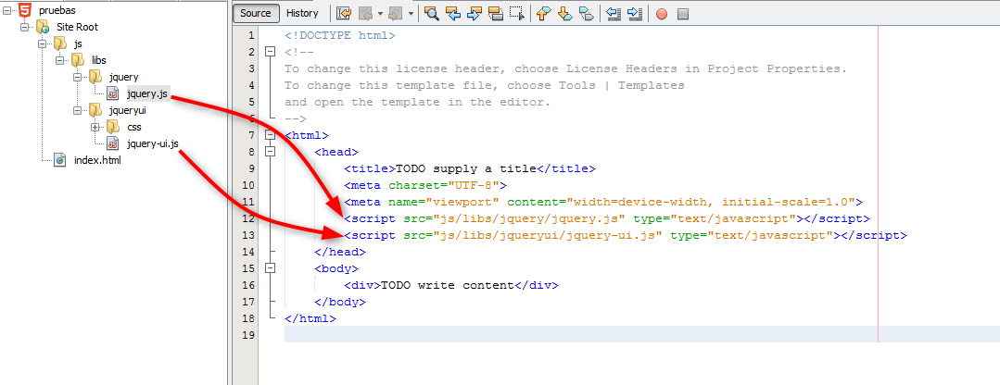 pruebas
Site Root
js
libs
jquery
jquery.js
jqueryui
css
jquery-ui.js
index.html
Source History
1 <!DOCTYPE html>
2 <!--
3 To change this license header, choose License Headers in Project Properties.
4 To change this template file, choose Tools | Templates
5 and open the template in the editor.
6 -->
7 <html>
8 <head>
9 <title>TODO supply a title</title>
10 <meta charset="UTF-8">
11 <meta name="viewport" content="width=device-width, initial-scale=1.0">
12 <script src="js/libs/jquery/jquery.js" type="text/javascript"></script>
13 <script src="js/libs/jqueryui/jquery-ui.js" type="text/javascript"></script>
14 </head>
15 <body>
16 <div>TODO write content</div>
17 </body>
18 </html>
19